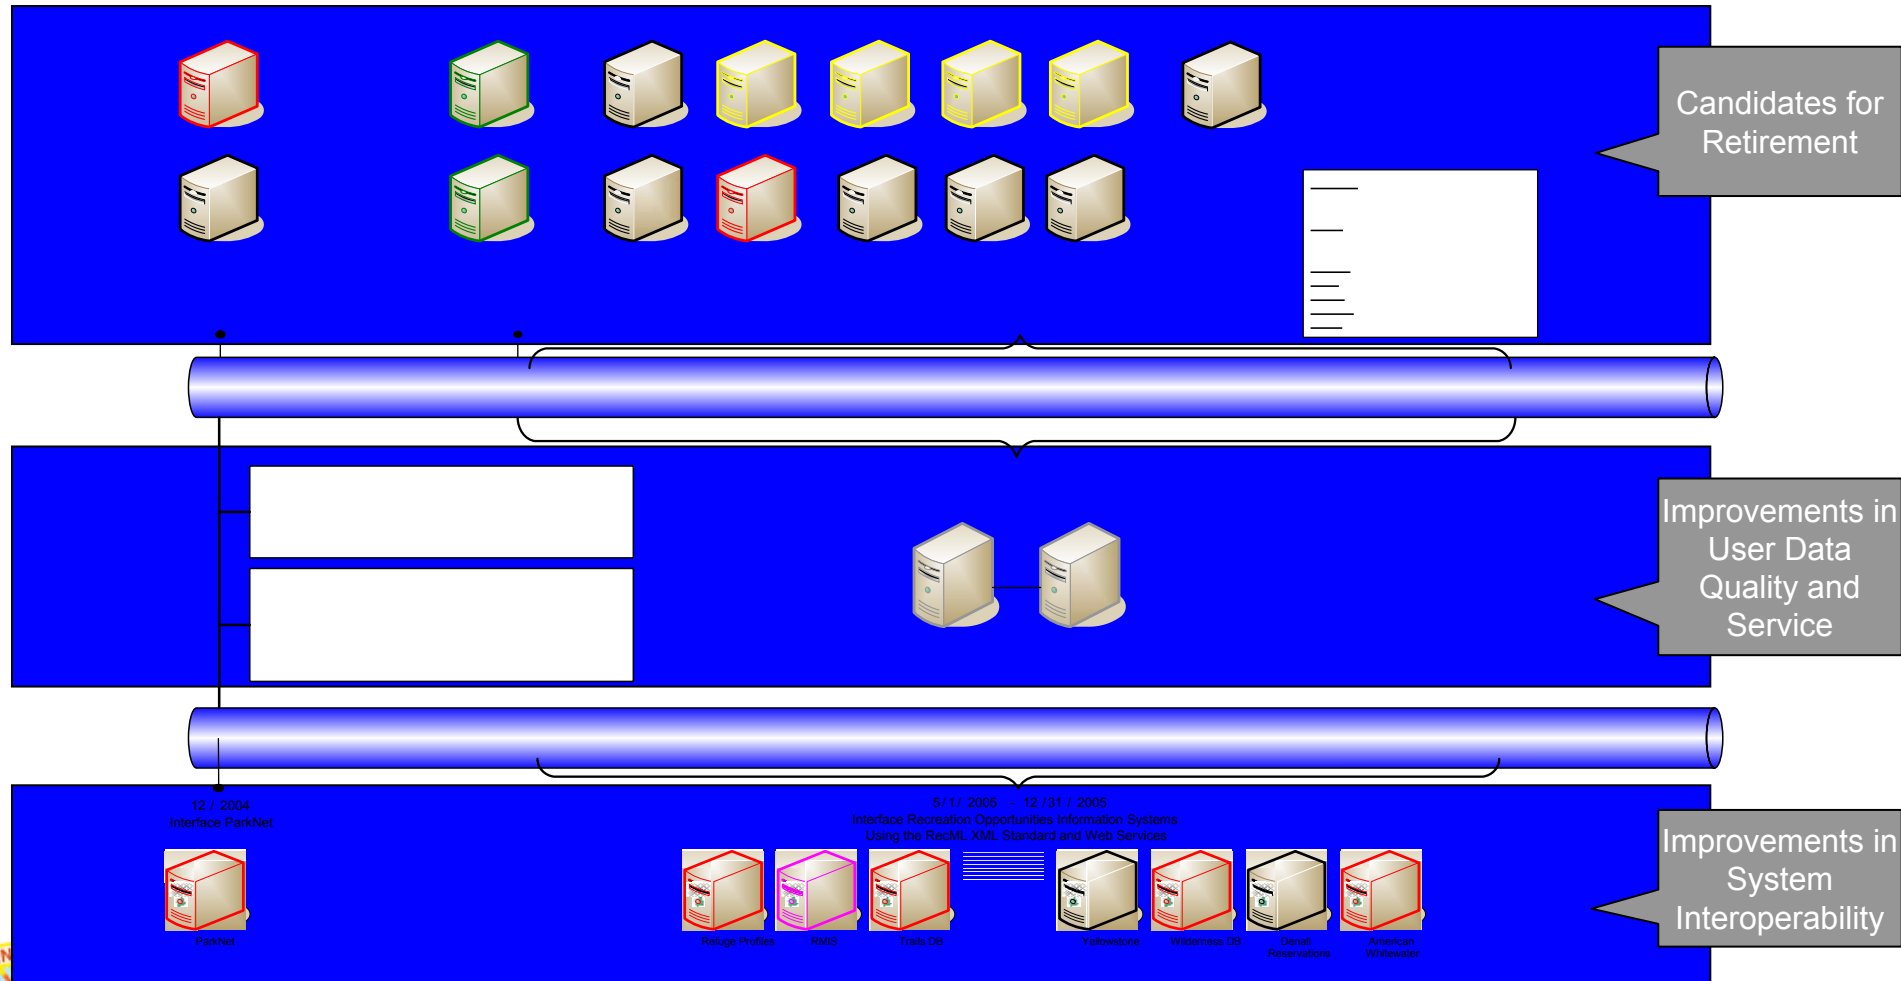 Candidates for
Retirement
Improvements in
User Data
Quality and
Service
12 / 2004
Interface ParkNet
5/1/ 2005 - 12/31/ 2006
Interface Recreation Opportunities Information Systems
Using the RecML XML Standard and Web Services
ParkNet
Refuge Profiles
RMIS
Trails DB
Yellowstone
Wilderness DB
Denali
Reservations
American
Whitewater
Improvements in
System
Interoperability